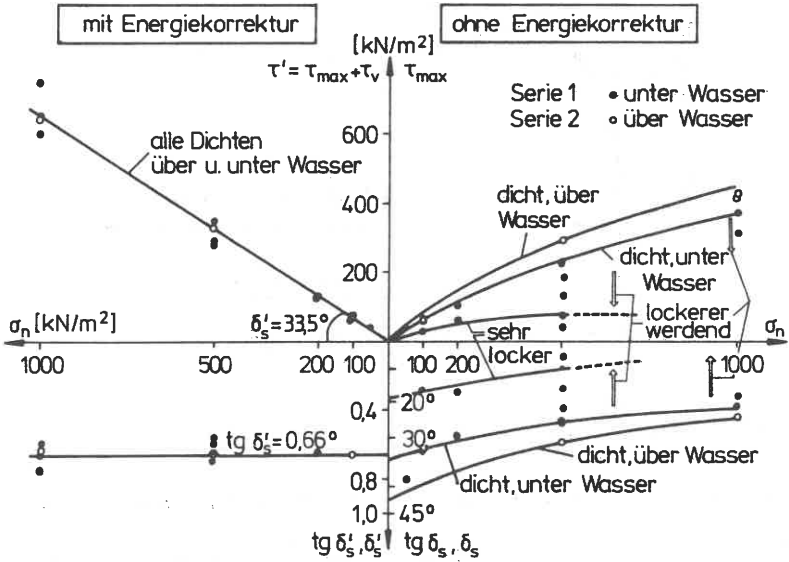 mit Energiekorrektur
ohne Energiekorrektur
[kN/m²]
τ' = τmax + τv
τmax
Serie 1 • unter Wasser
Serie 2 ○ über Wasser
alle Dichten
über u. unter Wasser
600
400
200
dicht, über
Wasser
dicht, unter
Wasser
σn [kN/m²]
δs' = 33,5°
sehr
locker
lockerer
werdend
σn
1000
500
200
100
100
200
1000
0,4
20°
tg δs' = 0,66°
30°
0,8
dicht, über Wasser
dicht, unter Wasser
1,0
45°
tg δs', δs'
tg δs, δs